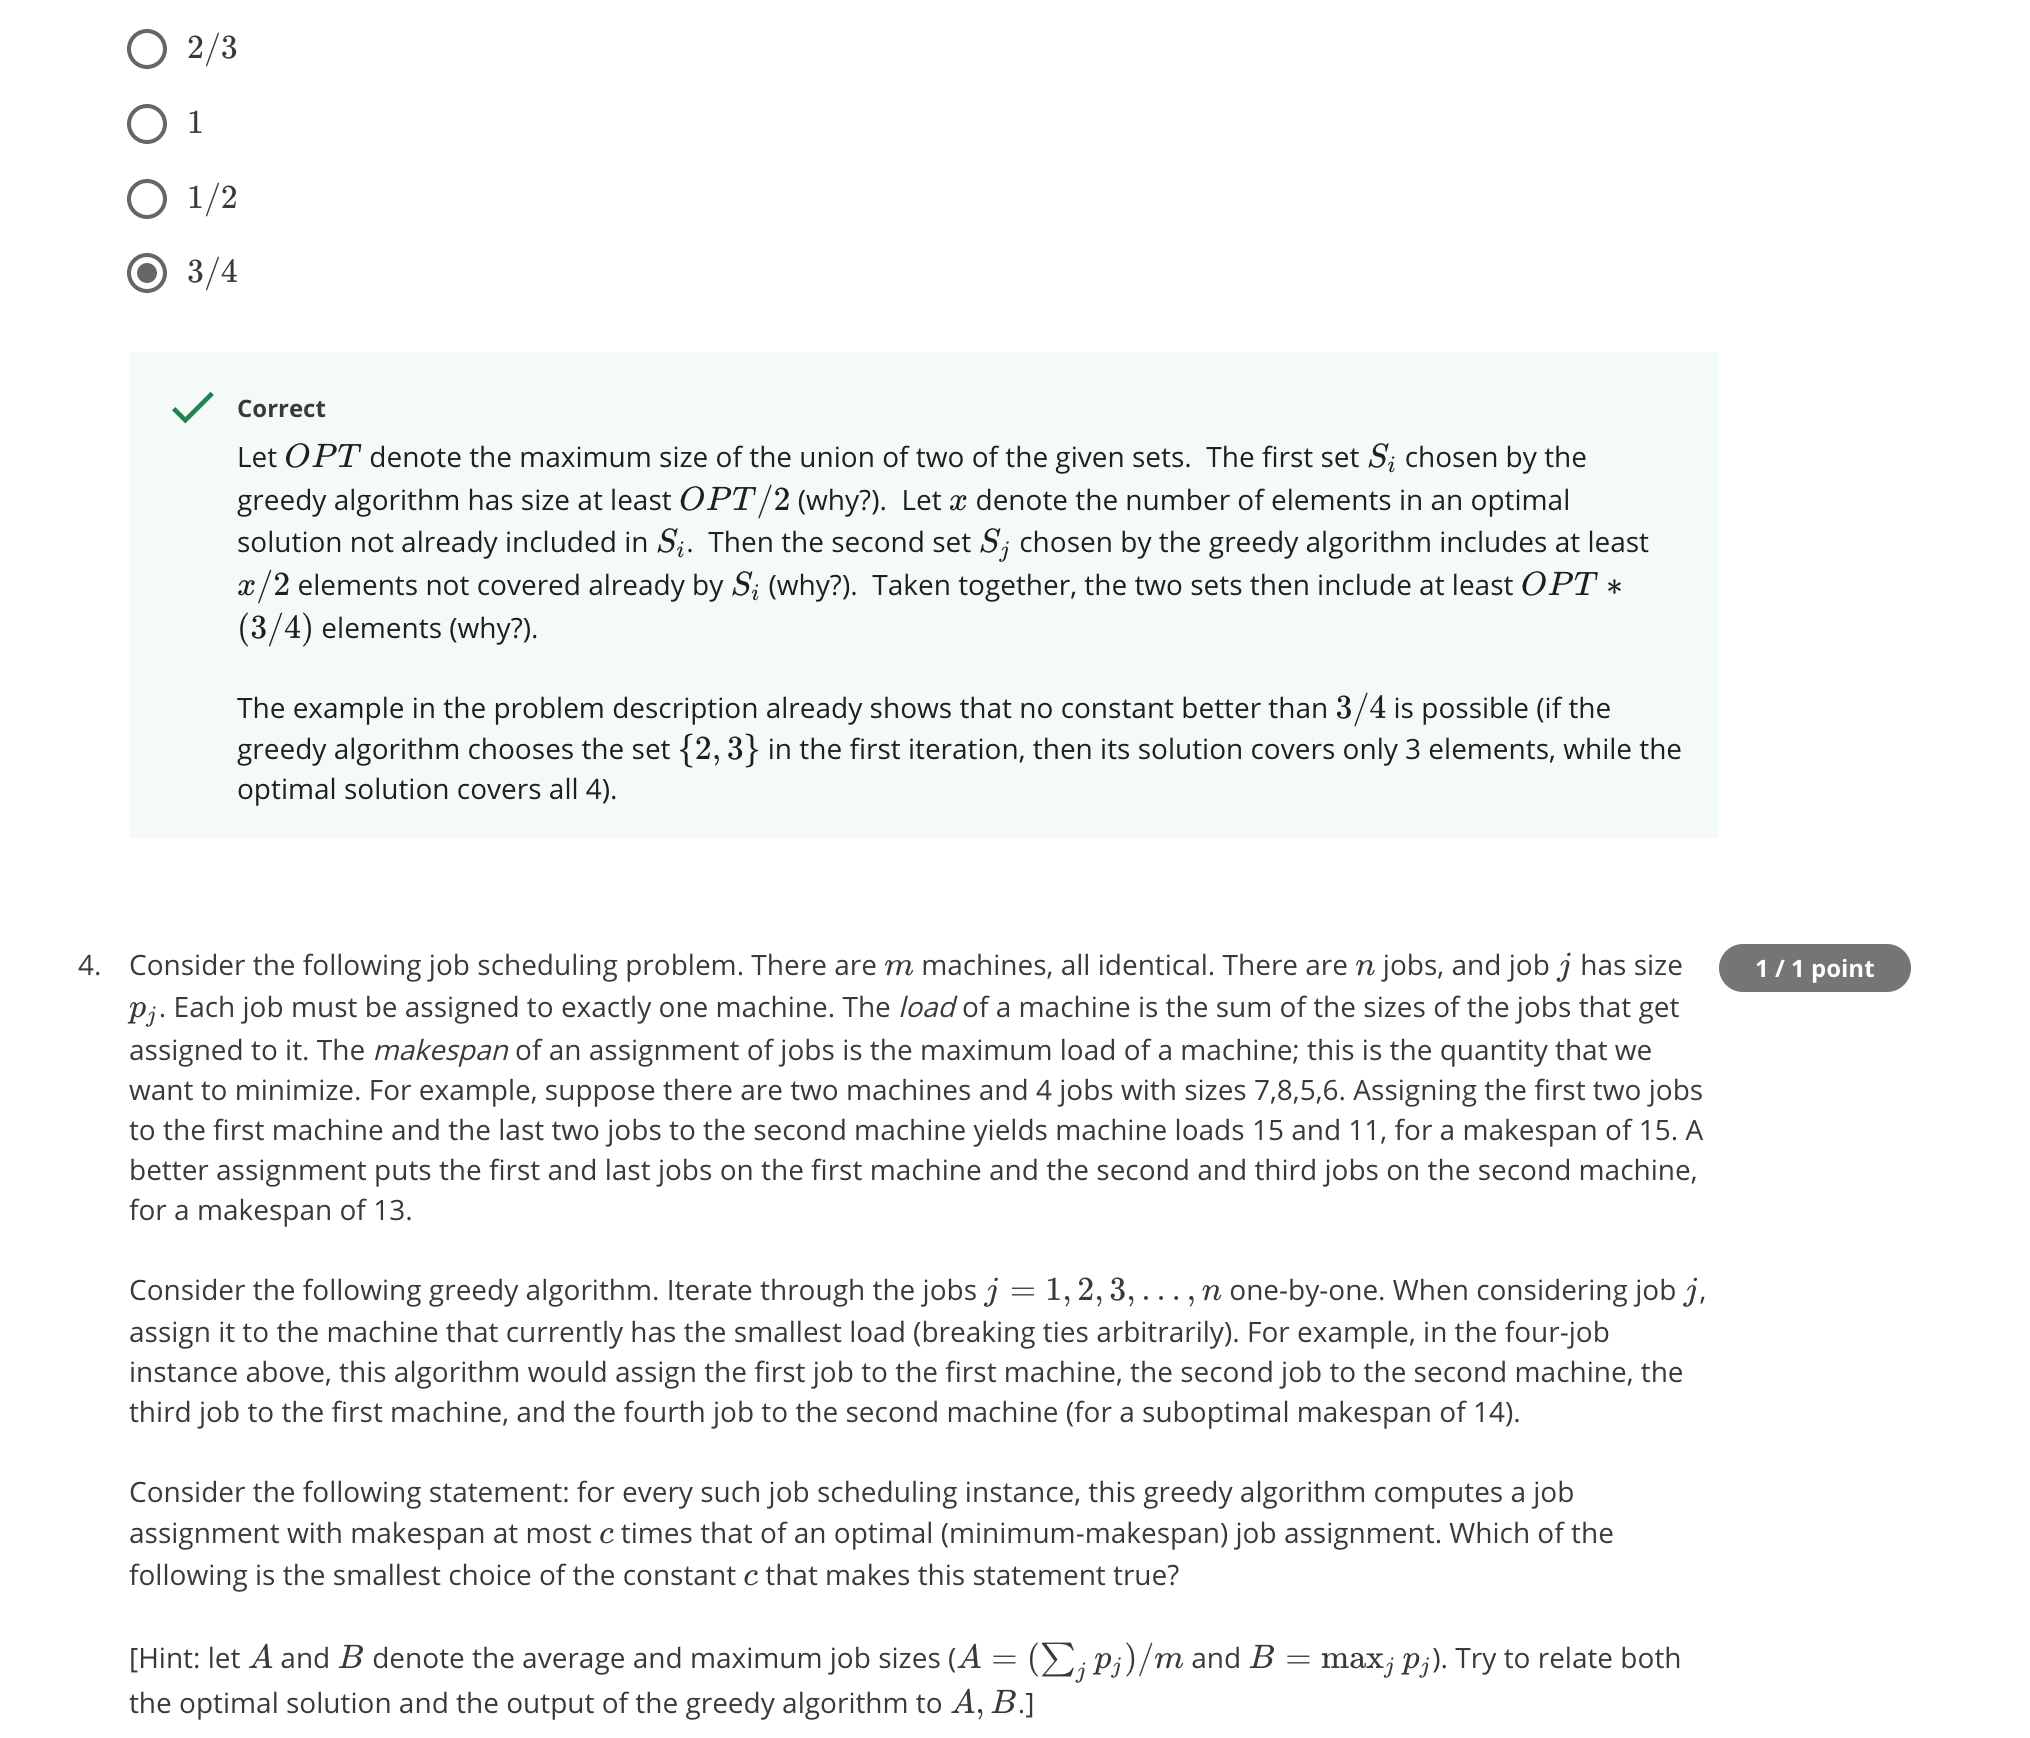 2/3
1
1/2
3/4
Correct
Let OPT denote the maximum size of the union of two of the given sets. The first set S_i chosen by the
greedy algorithm has size at least OPT/2 (why?). Let x denote the number of elements in an optimal
solution not already included in S_i. Then the second set S_j chosen by the greedy algorithm includes at least
x/2 elements not covered already by S_i (why?). Taken together, the two sets then include at least OPT *
(3/4) elements (why?).
The example in the problem description already shows that no constant better than 3/4 is possible (if the
greedy algorithm chooses the set {2, 3} in the first iteration, then its solution covers only 3 elements, while the
optimal solution covers all 4).
4. Consider the following job scheduling problem. There are m machines, all identical. There are n jobs, and job j has size
1 / 1 point
p_j. Each job must be assigned to exactly one machine. The load of a machine is the sum of the sizes of the jobs that get
assigned to it. The makespan of an assignment of jobs is the maximum load of a machine; this is the quantity that we
want to minimize. For example, suppose there are two machines and 4 jobs with sizes 7,8,5,6. Assigning the first two jobs
to the first machine and the last two jobs to the second machine yields machine loads 15 and 11, for a makespan of 15. A
better assignment puts the first and last jobs on the first machine and the second and third jobs on the second machine,
for a makespan of 13.
Consider the following greedy algorithm. Iterate through the jobs j = 1, 2, 3, . . . , n one-by-one. When considering job j,
assign it to the machine that currently has the smallest load (breaking ties arbitrarily). For example, in the four-job
instance above, this algorithm would assign the first job to the first machine, the second job to the second machine, the
third job to the first machine, and the fourth job to the second machine (for a suboptimal makespan of 14).
Consider the following statement: for every such job scheduling instance, this greedy algorithm computes a job
assignment with makespan at most c times that of an optimal (minimum-makespan) job assignment. Which of the
following is the smallest choice of the constant c that makes this statement true?
[Hint: let A and B denote the average and maximum job sizes (A = (∑_j p_j)/m and B = max_j p_j). Try to relate both
the optimal solution and the output of the greedy algorithm to A, B.]